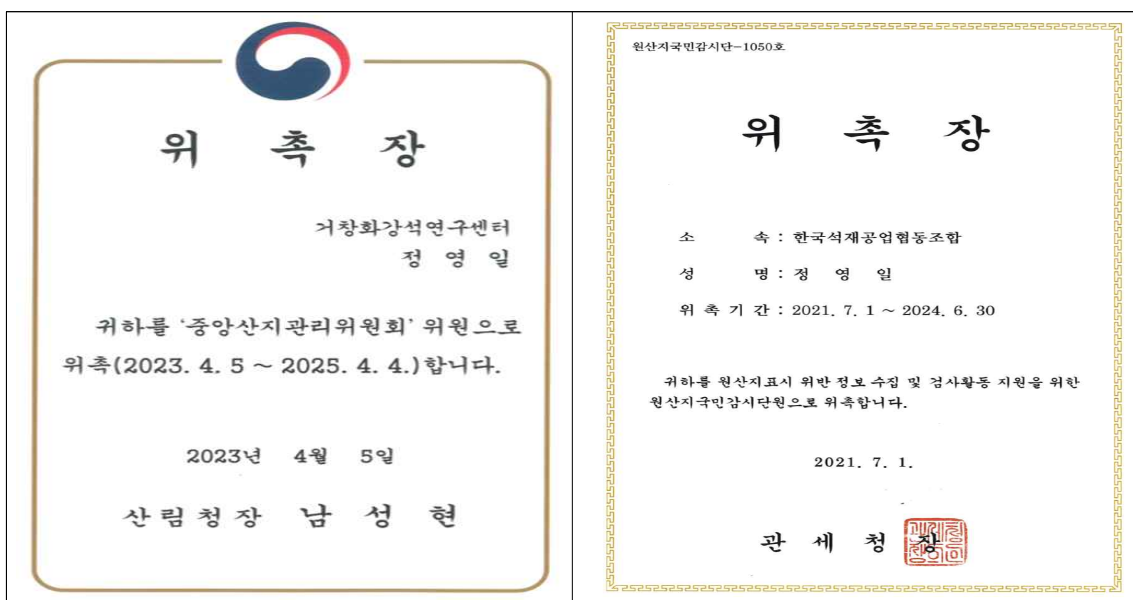 위 촉 장
거창화강석연구센터
정 영 일
귀하를 '중앙산지관리위원회' 위원으로
위촉(2023. 4. 5 ~ 2025. 4. 4.)합니다.
2023년 4월 5일
산림청장 남 성 현
원산지국민감시단-1050호
위 촉 장
소 속 : 한국석재공업협동조합
성 명 : 정 영 일
위 촉 기 간 : 2021. 7. 1 ~ 2024. 6. 30
귀하를 원산지표시 위반 정보 수집 및 검사활동 지원을 위한
원산지국민감시단원으로 위촉합니다.
2021. 7. 1.
관 세 청 장